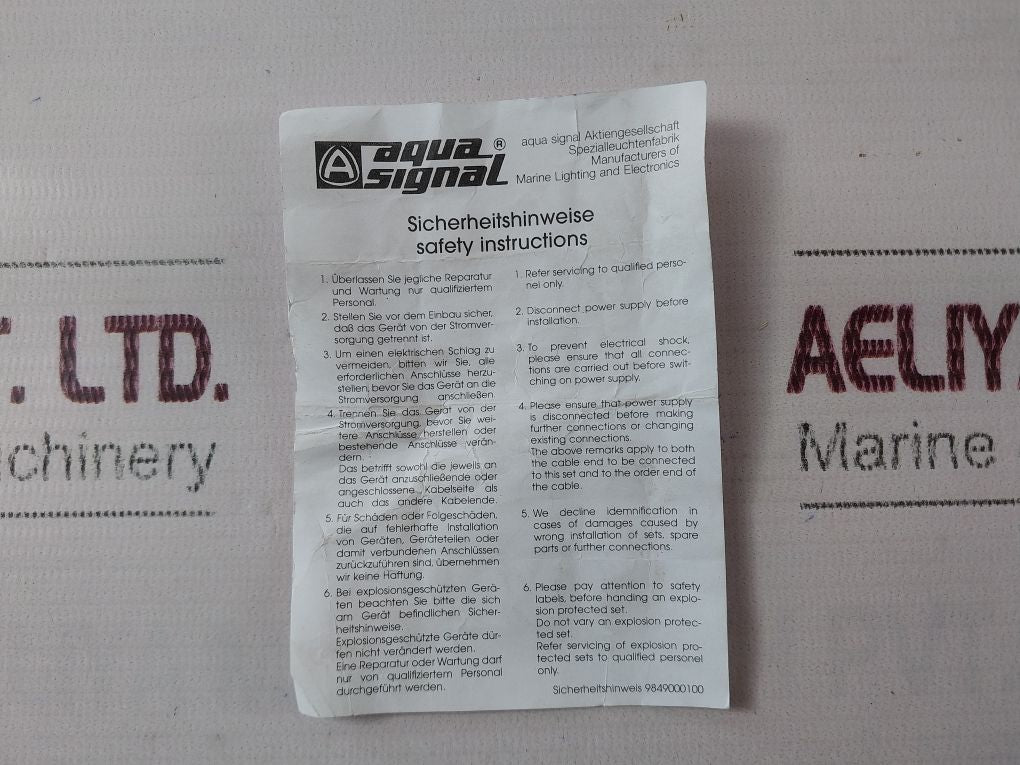 aqua ®
signal
aqua signal Aktiengesellschaft
Spezialleuchtenfabrik
Manufacturers of
Marine Lighting and Electronics
Sicherheitshinweise
safety instructions
1. Überlassen Sie jegliche Reparatur
und Wartung nur qualifiziertem
Personal.
2. Stellen Sie vor dem Einbau sicher,
daß das Gerät von der Stromver-
sorgung getrennt ist.
3. Um einen elektrischen Schlag zu
vermeiden, bitten wir Sie, alle
erforderlichen Anschlüsse herzu-
stellen, bevor Sie das Gerät an die
Stromversorgung anschließen.
4. Trennen Sie das Gerät von der
Stromversorgung, bevor Sie wei-
tere Anschlüsse herstellen oder
bestehende Anschlüsse verän-
dern.
Das betrifft sowohl die jeweils an
das Gerät anzuschließende oder
angeschlossene Kabelseite als
auch das andere Kabelende.
5. Für Schäden oder Folgeschäden,
die auf fehlerhafte Installation
von Geräten, Geräteteilen oder
damit verbundenen Anschlüssen
zurückzuführen sind, übernehmen
wir keine Haftung.
6. Bei explosionsgeschützten Gerä-
ten beachten Sie bitte die sich
am Gerät befindlichen Sicher-
heitshinweise.
Explosionsgeschützte Geräte dür-
fen nicht verändert werden.
Eine Reparatur oder Wartung darf
nur von qualifiziertem Personal
durchgeführt werden.
1. Refer servicing to qualified perso-
nel only.
2. Disconnect power supply before
installation.
3. To prevent electrical shock,
please ensure that all connec-
tions are carried out before swit-
ching on power supply.
4. Please ensure that power supply
is disconnected before making
further connections or changing
existing connections.
The above remarks apply to both
the cable end to be connected
to this set and to the order end of
the cable.
5. We decline idemnification in
cases of damages caused by
wrong installation of sets, spare
parts or further connections.
6. Please pay attention to safety
labels, before handing an explo-
sion protected set.
Do not vary an explosion protec-
ted set.
Refer servicing of explosion pro-
tected sets to qualified personel
only.
Sicherheitshinweis 9849000100
. LTD.
chinery
AELIY
Marine